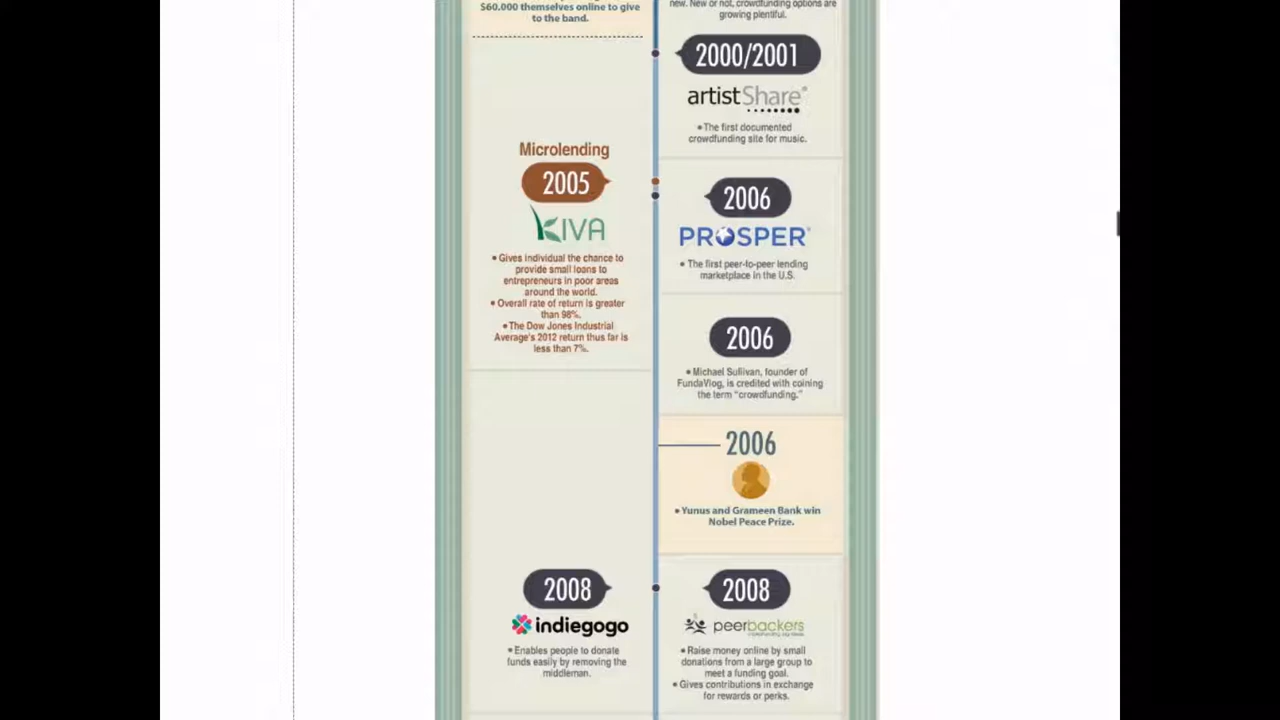 $60.000 themselves online to give
to the band.
new. New or not, crowdfunding options are
growing plentiful.
2000/2001
artistShare®
• The first documented
crowdfunding site for music.
Microlending
2005
KIVA
• Gives individual the chance to
provide small loans to
entrepreneurs in poor areas
around the world.
• Overall rate of return is greater
than 98%.
• The Dow Jones Industrial
Average's 2012 return thus far is
less than 7%.
2006
PROSPER
• The first peer-to-peer lending
marketplace in the U.S.
2006
• Michael Sullivan, founder of
FundaVlog, is credited with coining
the term "crowdfunding."
2006
• Yunus and Grameen Bank win
Nobel Peace Prize.
2008
indiegogo
• Enables people to donate
funds easily by removing the
middleman.
2008
peerbackers
• Raise money online by small
donations from a large group to
meet a funding goal.
• Gives contributions in exchange
for rewards or perks.